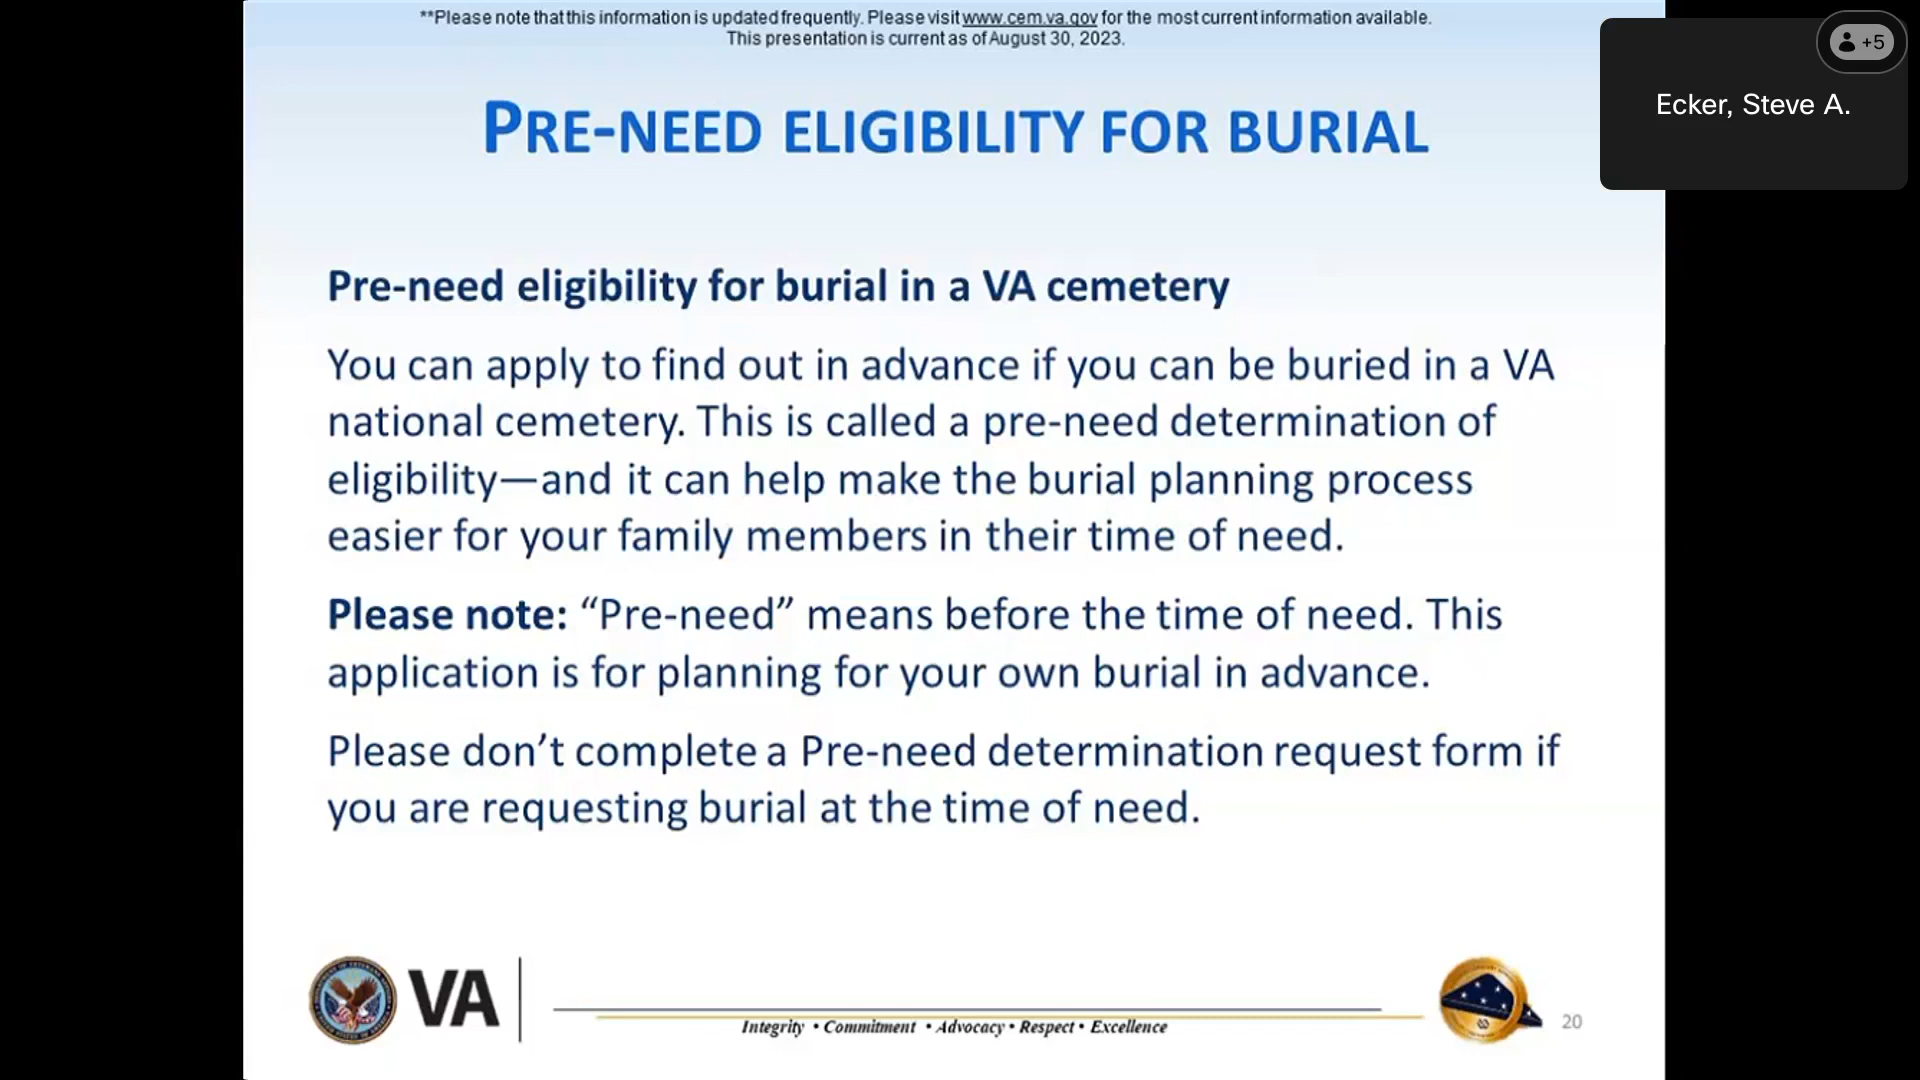 **Please note that this information is updated frequently. Please visit www.cem.va.gov for the most current information available.
This presentation is current as of August 30, 2023.
+5
Ecker, Steve A.
PRE-NEED ELIGIBILITY FOR BURIAL
Pre-need eligibility for burial in a VA cemetery
You can apply to find out in advance if you can be buried in a VA
national cemetery. This is called a pre-need determination of
eligibility—and it can help make the burial planning process
easier for your family members in their time of need.
Please note: “Pre-need” means before the time of need. This
application is for planning for your own burial in advance.
Please don’t complete a Pre-need determination request form if
you are requesting burial at the time of need.
VA
Integrity • Commitment • Advocacy • Respect • Excellence
20